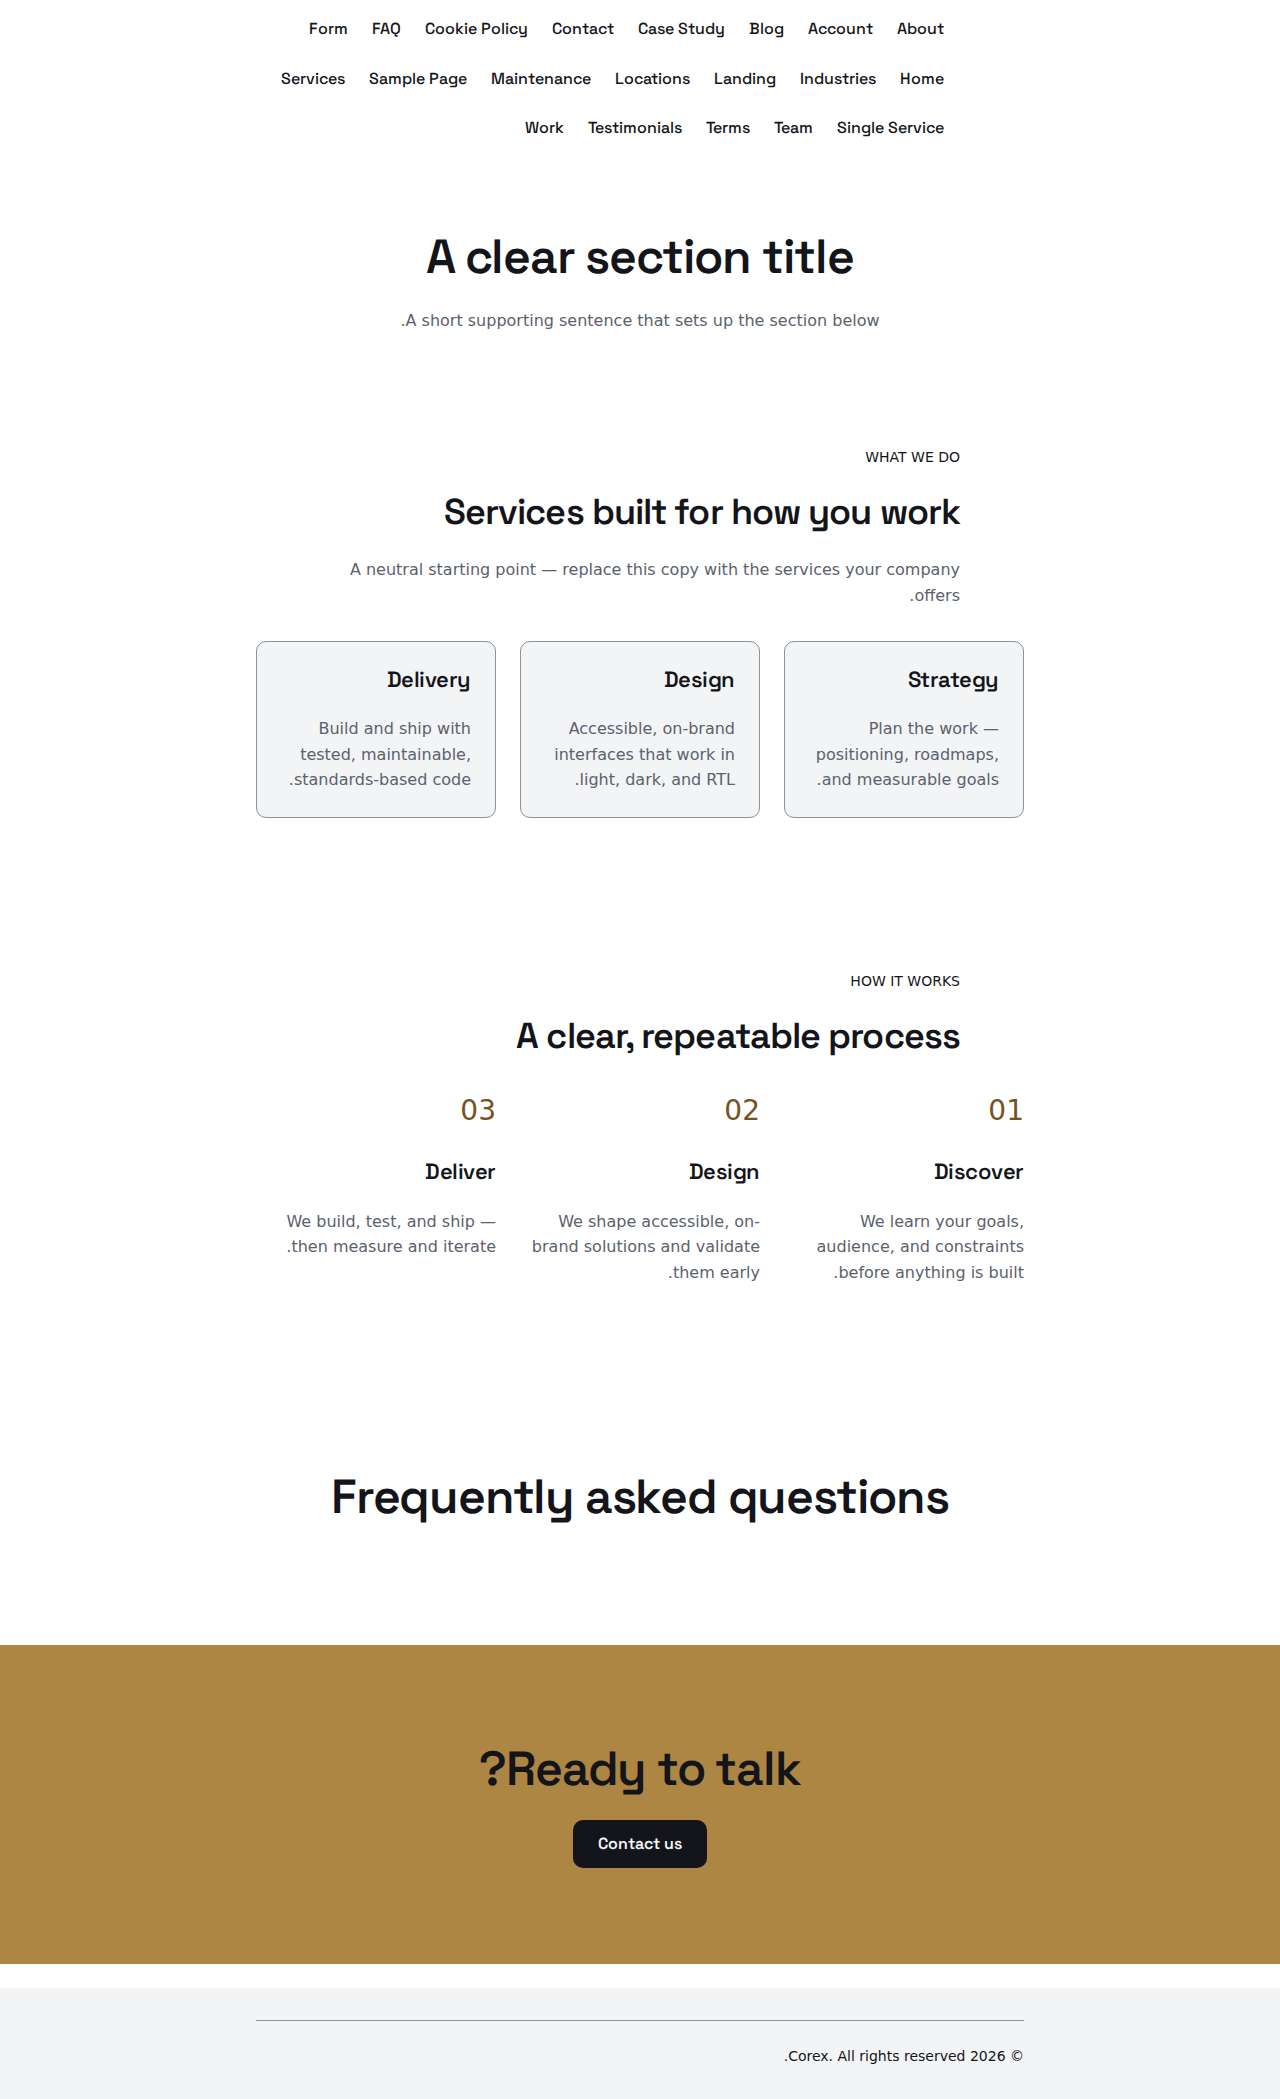 About Account Blog Case Study Contact Cookie Policy FAQ Form
Home Industries Landing Locations Maintenance Sample Page Services
Single Service Team Terms Testimonials Work
A clear section title
.A short supporting sentence that sets up the section below
WHAT WE DO
Services built for how you work
A neutral starting point — replace this copy with the services your company
.offers
Strategy
Plan the work —
positioning, roadmaps,
.and measurable goals
Design
Accessible, on-brand
interfaces that work in
.light, dark, and RTL
Delivery
Build and ship with
tested, maintainable,
.standards-based code
HOW IT WORKS
A clear, repeatable process
01
Discover
We learn your goals,
audience, and constraints
.before anything is built
02
Design
We shape accessible, on-
brand solutions and validate
.them early
03
Deliver
We build, test, and ship —
.then measure and iterate
Frequently asked questions
?Ready to talk
Contact us
.Corex. All rights reserved 2026 ©